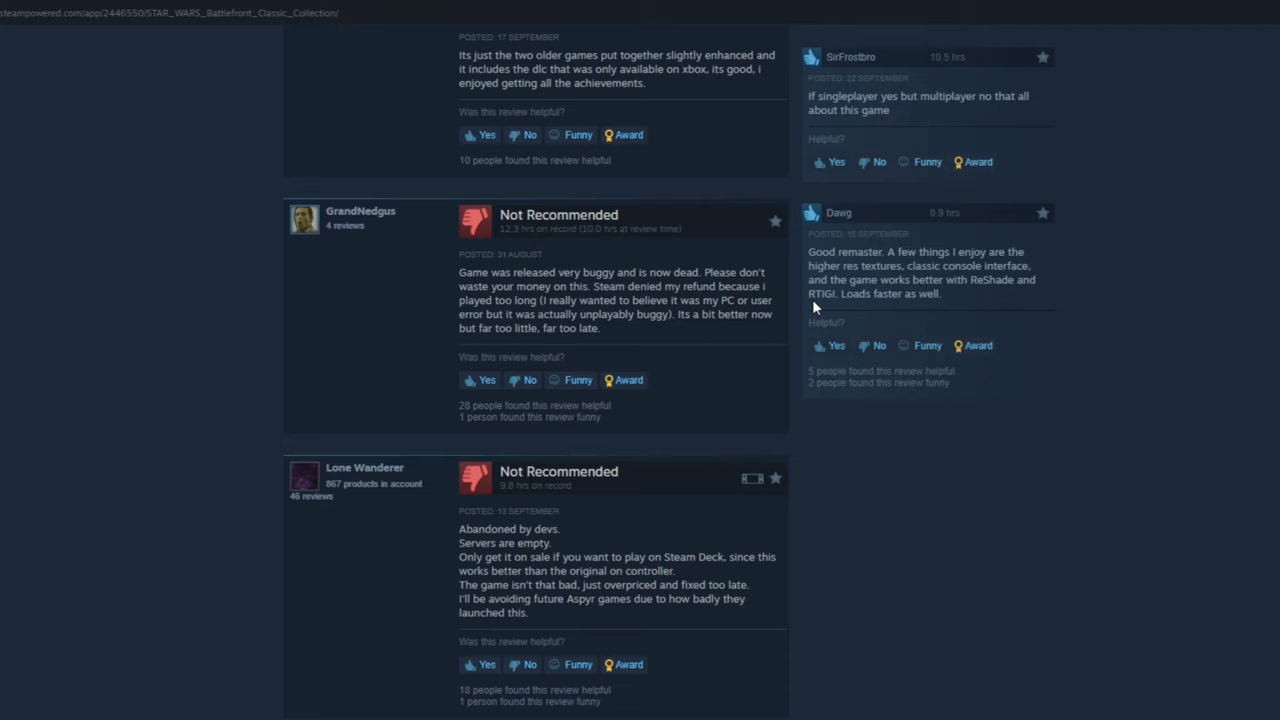 steampowered.com/app/2446550/STAR_WARS_Battlefront_Classic_Collection/
POSTED: 17 SEPTEMBER
Its just the two older games put together slightly enhanced and
it includes the dlc that was only available on xbox, its good, i
enjoyed getting all the achievements.
Was this review helpful?
Yes No Funny Award
10 people found this review helpful
GrandNedgus
4 reviews
Not Recommended
12.3 hrs on record (10.0 hrs at review time)
POSTED: 21 AUGUST
Game was released very buggy and is now dead. Please don't
waste your money on this. Steam denied my refund because i
played too long (I really wanted to believe it was my PC or user
error but it was actually unplayably buggy). Its a bit better now
but far too little, far too late.
Was this review helpful?
Yes No Funny Award
28 people found this review helpful
1 person found this review funny
Lone Wanderer
867 products in account
46 reviews
Not Recommended
9.8 hrs on record
POSTED: 13 SEPTEMBER
Abandoned by devs.
Servers are empty.
Only get it on sale if you want to play on Steam Deck, since this
works better than the original on controller.
The game isn't that bad, just overpriced and fixed too late.
I'll be avoiding future Aspyr games due to how badly they
launched this.
Was this review helpful?
Yes No Funny Award
18 people found this review helpful
1 person found this review funny
SirFrostbro 10.5 hrs
POSTED: 22 SEPTEMBER
If singleplayer yes but multiplayer no that all
about this game
Helpful?
Yes No Funny Award
Dawg 0.9 hrs
POSTED: 15 SEPTEMBER
Good remaster. A few things I enjoy are the
higher res textures, classic console interface,
and the game works better with ReShade and
RTIGI. Loads faster as well.
Helpful?
Yes No Funny Award
5 people found this review helpful
2 people found this review funny